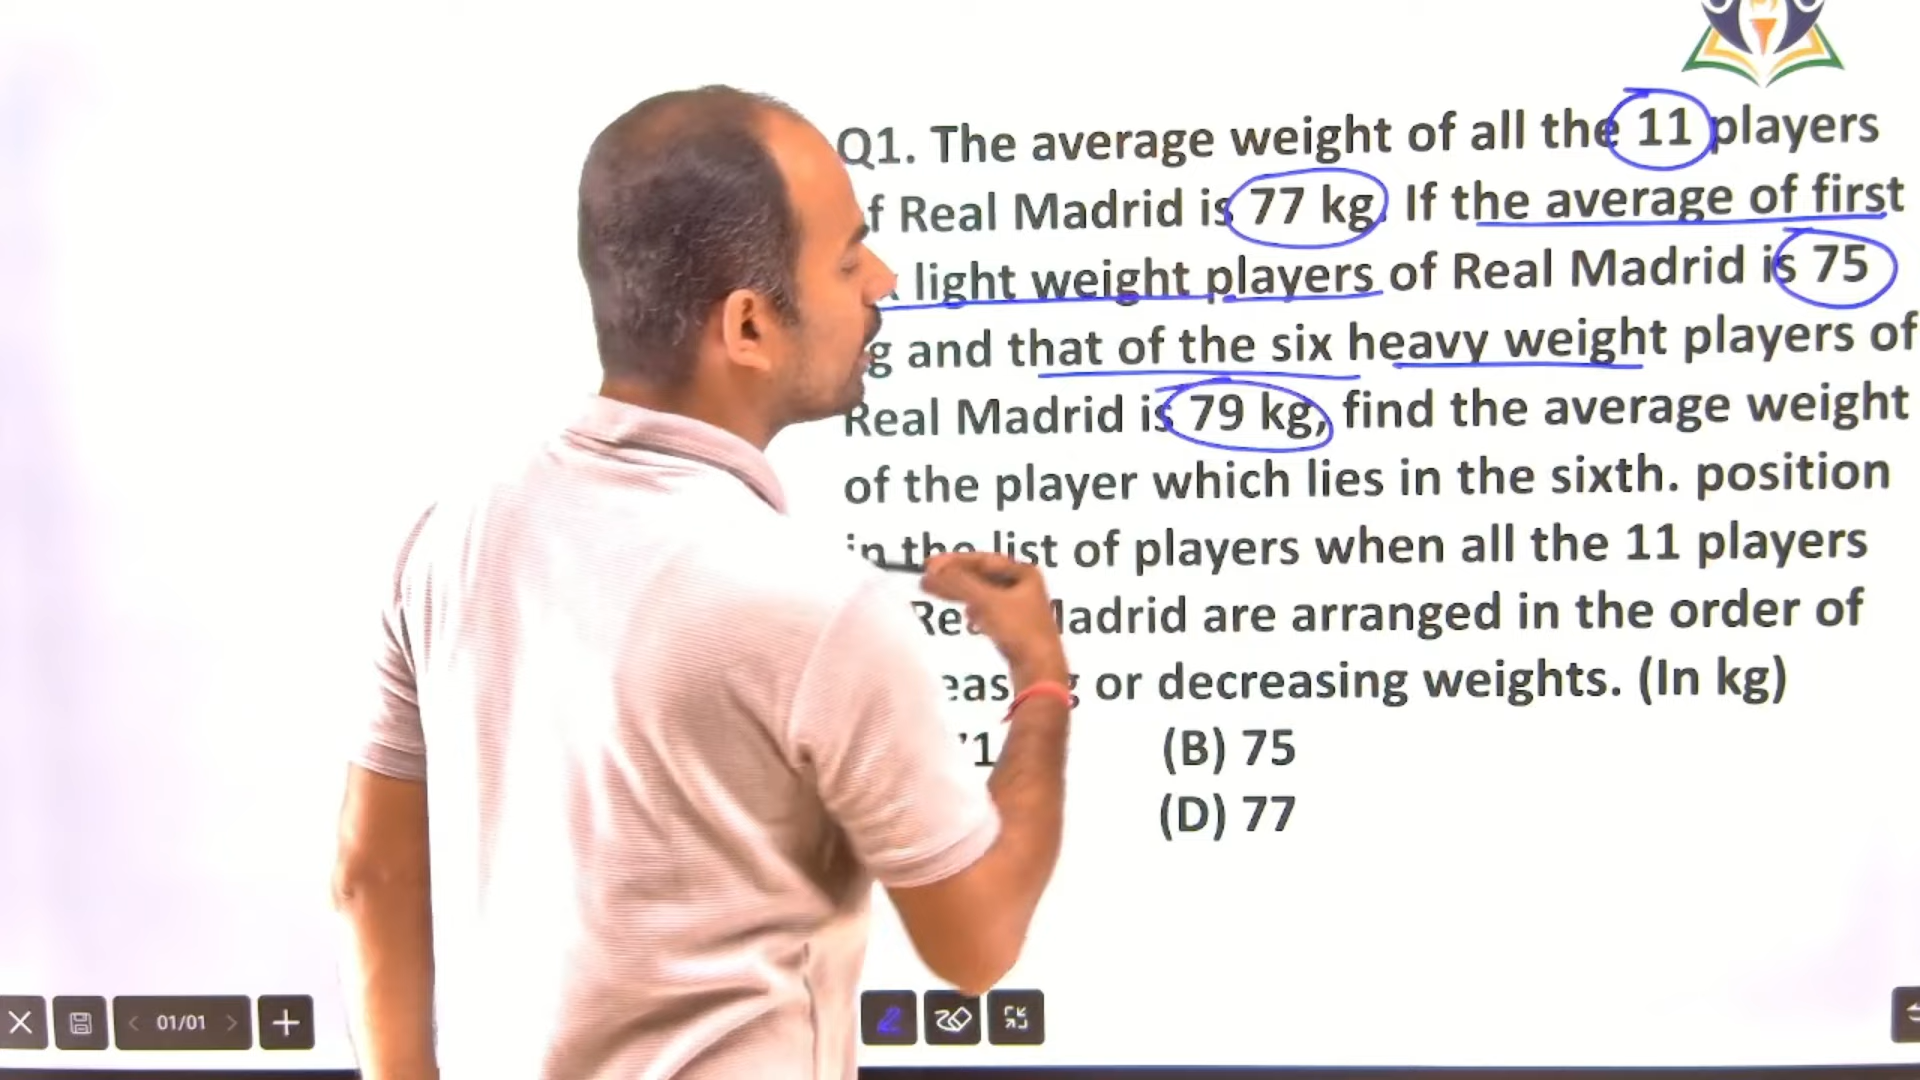 Q1. The average weight of all the 11 players
Real Madrid is 77 kg. If the average of first
light weight players of Real Madrid is 75
and that of the six heavy weight players of
Real Madrid is 79 kg, find the average weight
of the player which lies in the sixth. position
in the list of players when all the 11 players
Madrid are arranged in the order of
or decreasing weights. (In kg)
(B) 75
(D) 77
01/01